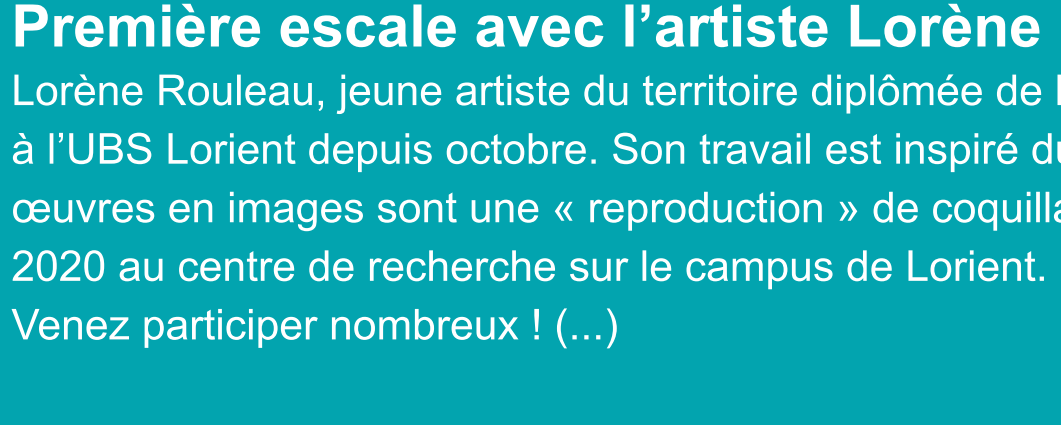 Première escale avec l’artiste Lorène
Lorène Rouleau, jeune artiste du territoire diplômée de
à l’UBS Lorient depuis octobre. Son travail est inspiré
œuvres en images sont une « reproduction » de
2020 au centre de recherche sur le campus de Lorient.
Venez participer nombreux ! (...)